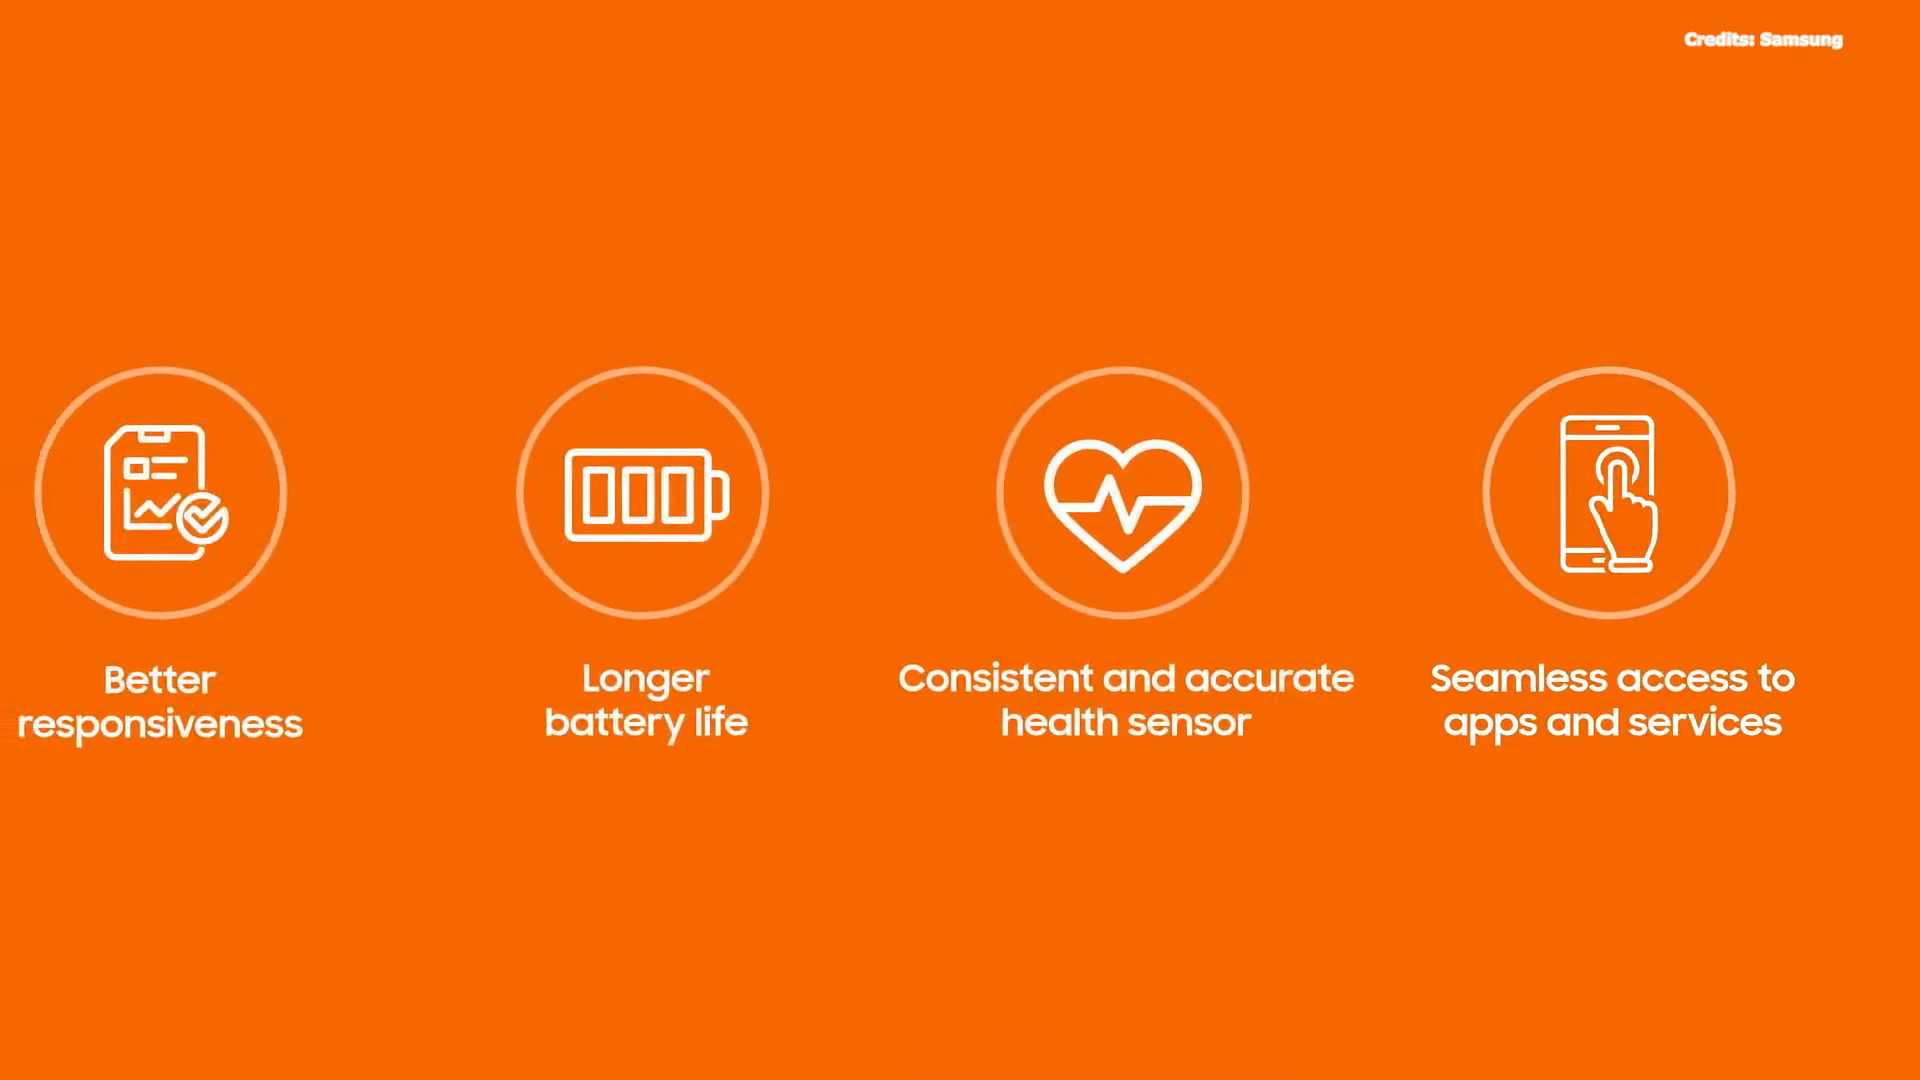 Credits: Samsung
Better
responsiveness
Longer
battery life
Consistent and accurate
health sensor
Seamless access to
apps and services